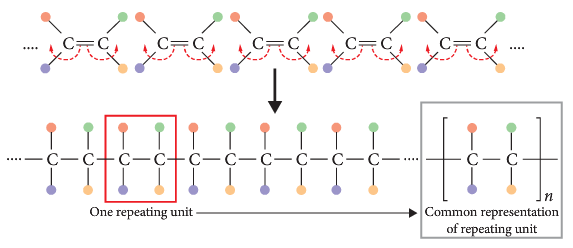 .... C=C C=C C=C C=C C=C ....
.... C C C C C C C C C C .... C C n
One repeating unit
Common representation
of repeating unit